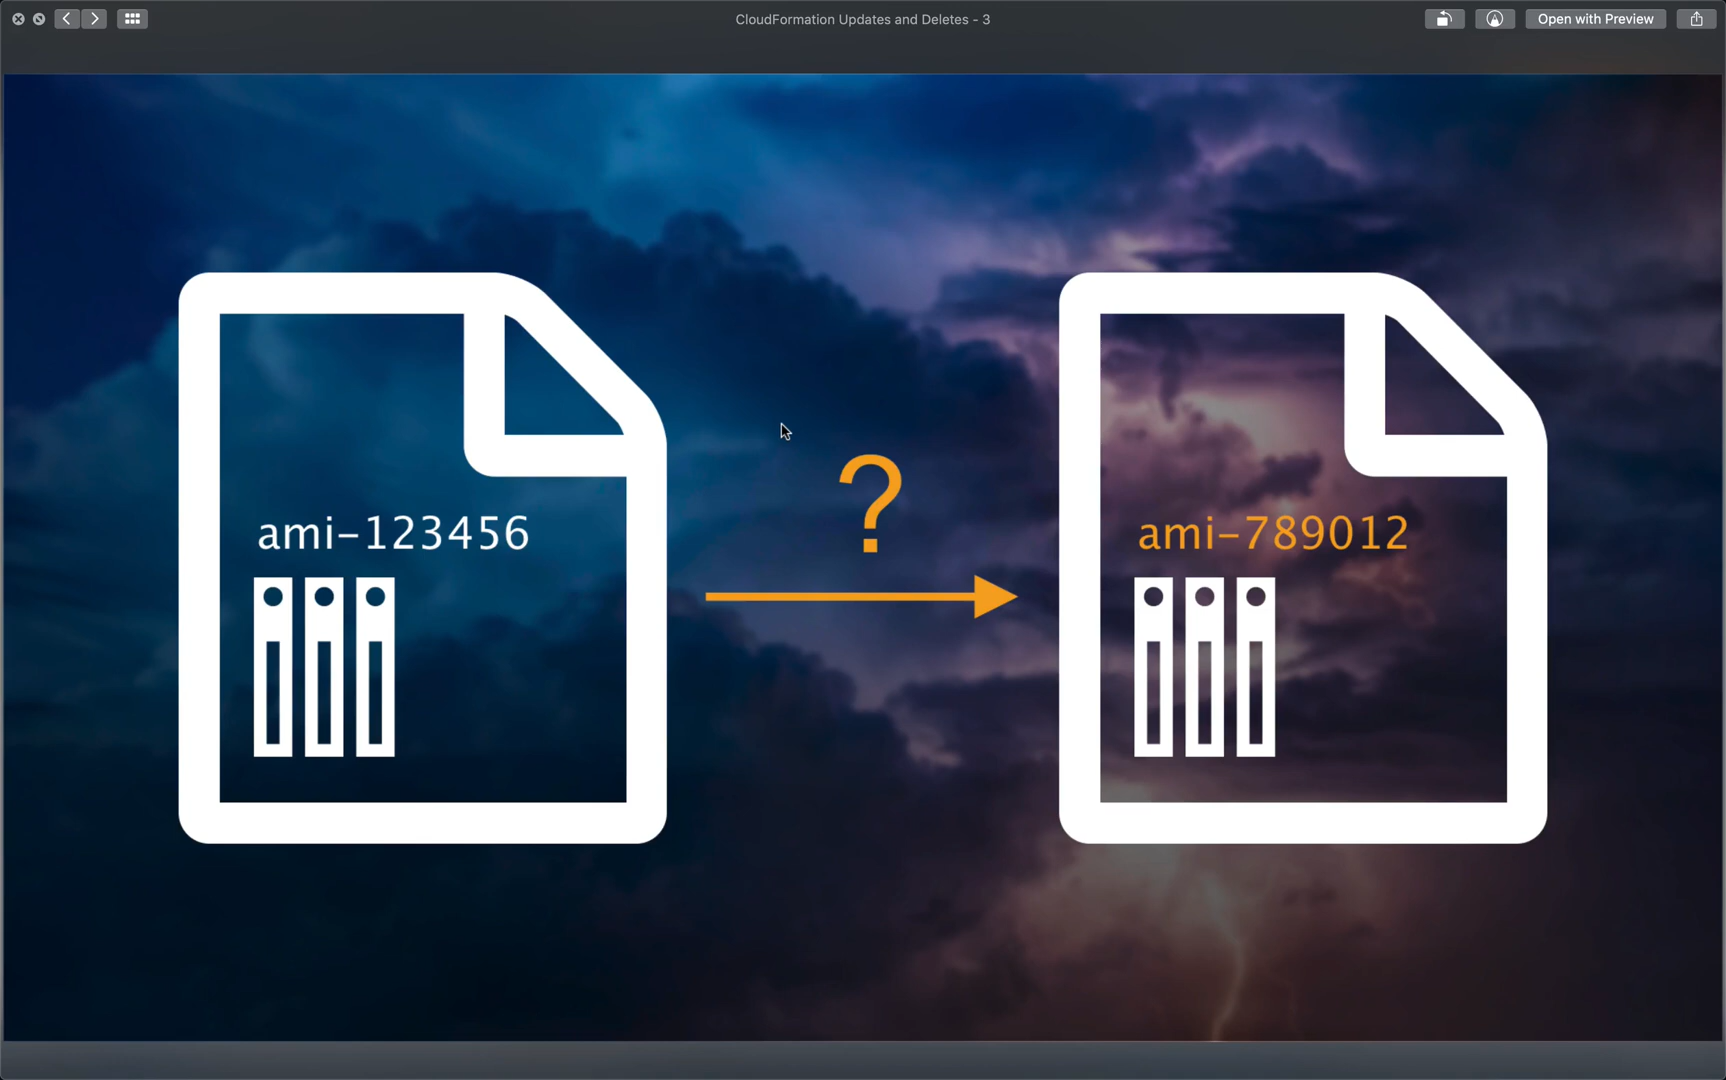 CloudFormation Updates and Deletes - 3
Open with Preview
?
ami-123456
ami-789012